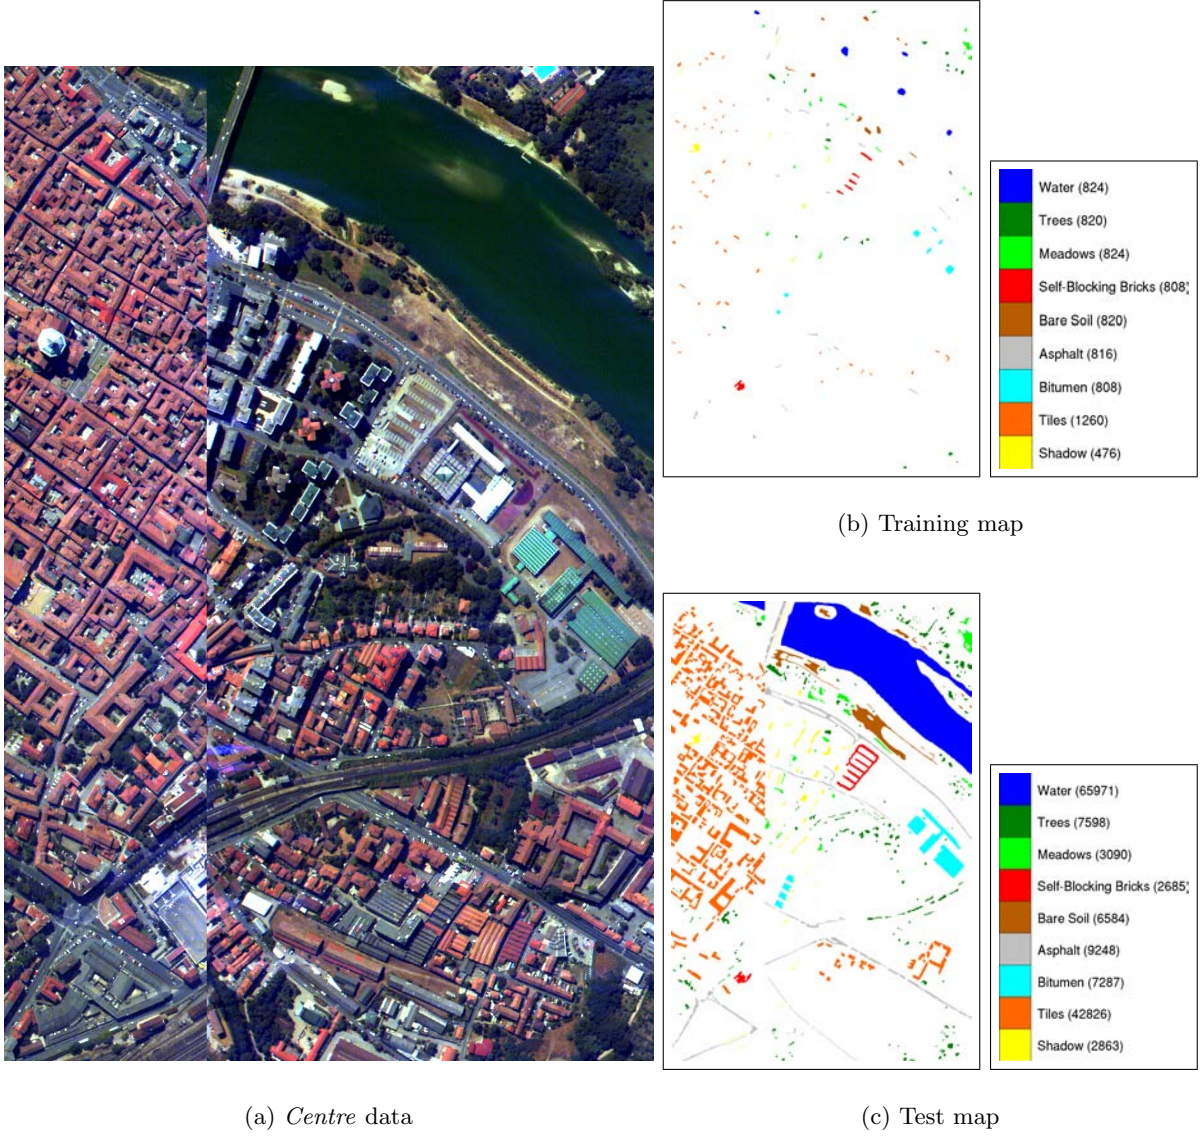 Water (824)
Trees (820)
Meadows (824)
Self-Blocking Bricks (808)
Bare Soil (820)
Asphalt (816)
Bitumen (808)
Tiles (1260)
Shadow (476)
(b) Training map
Water (65971)
Trees (7598)
Meadows (3090)
Self-Blocking Bricks (2685)
Bare Soil (6584)
Asphalt (9248)
Bitumen (7287)
Tiles (42826)
Shadow (2863)
(a) Centre data
(c) Test map